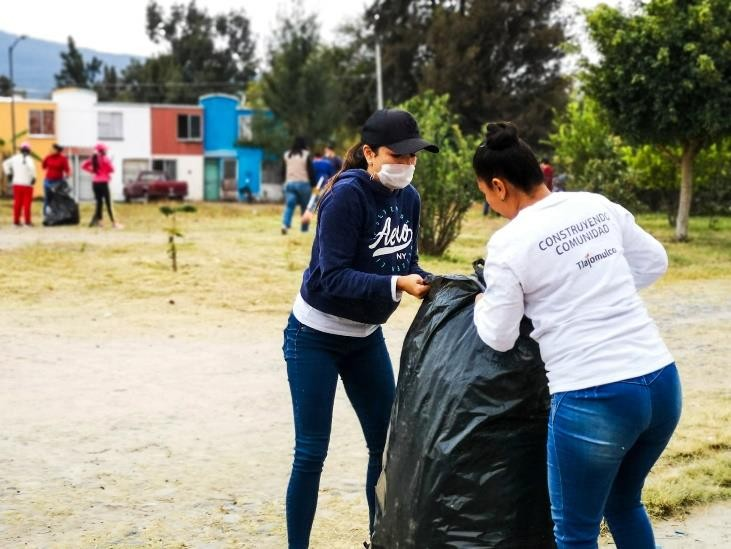 Aero
NY
CONSTRUYENDO
COMUNIDAD
Tlajomulco